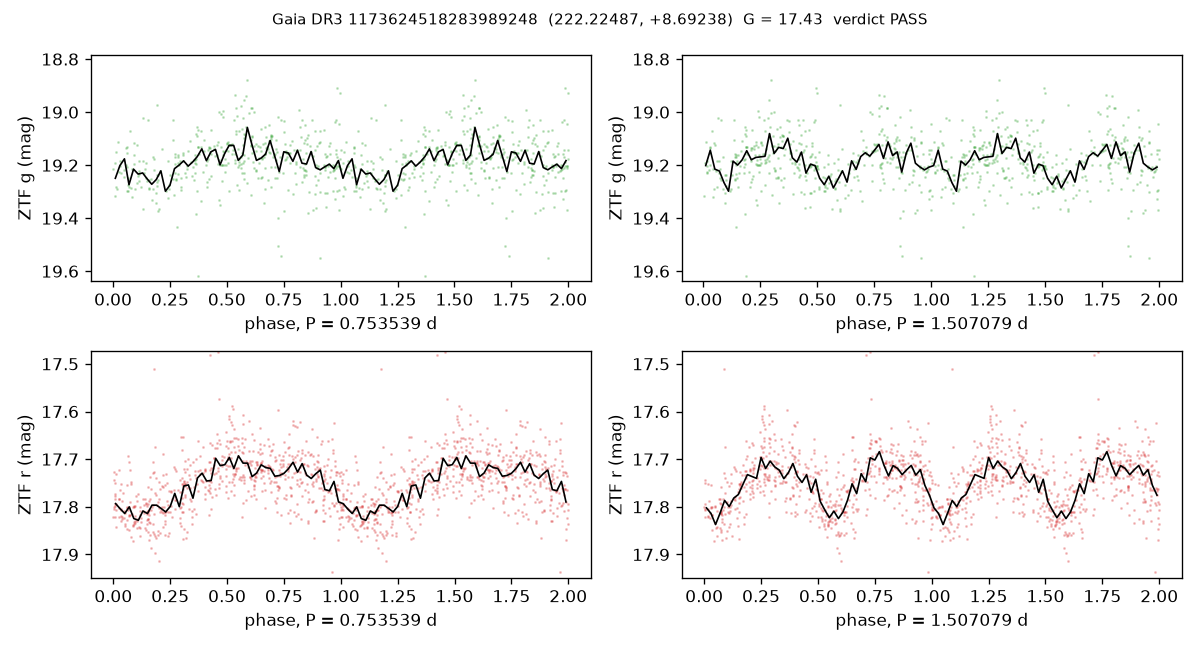 Gaia DR3 1173624518283989248  (222.22487, +8.69238)  G = 17.43  verdict PASS
18.8
19.0
19.2
19.4
19.6
ZTF g (mag)
0.00 0.25 0.50 0.75 1.00 1.25 1.50 1.75 2.00
phase, P = 0.753539 d
18.8
19.0
19.2
19.4
19.6
ZTF g (mag)
0.00 0.25 0.50 0.75 1.00 1.25 1.50 1.75 2.00
phase, P = 1.507079 d
17.5
17.6
17.7
17.8
17.9
ZTF r (mag)
0.00 0.25 0.50 0.75 1.00 1.25 1.50 1.75 2.00
phase, P = 0.753539 d
17.5
17.6
17.7
17.8
17.9
ZTF r (mag)
0.00 0.25 0.50 0.75 1.00 1.25 1.50 1.75 2.00
phase, P = 1.507079 d